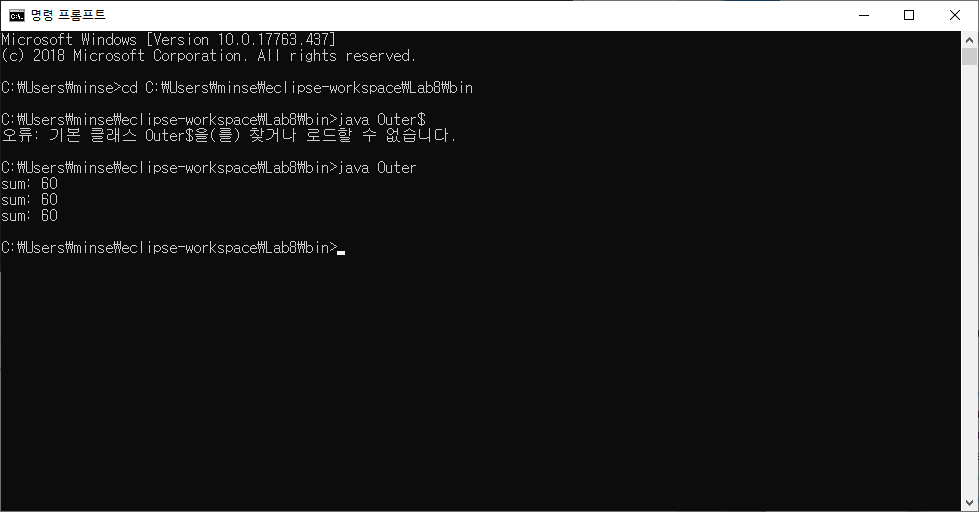 명령 프롬프트
Microsoft Windows [Version 10.0.17763.437]
(c) 2018 Microsoft Corporation. All rights reserved.
C:₩Users₩minse>cd C:₩Users₩minse₩eclipse-workspace₩Lab8₩bin
C:₩Users₩minse₩eclipse-workspace₩Lab8₩bin>java Outer$
오류: 기본 클래스 Outer$을(를) 찾거나 로드할 수 없습니다.
C:₩Users₩minse₩eclipse-workspace₩Lab8₩bin>java Outer
sum: 60
sum: 60
sum: 60
C:₩Users₩minse₩eclipse-workspace₩Lab8₩bin>